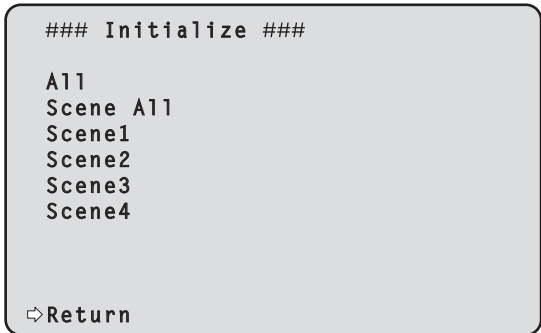 ### Initialize ###
All
Scene All
Scene1
Scene2
Scene3
Scene4
⇨Return